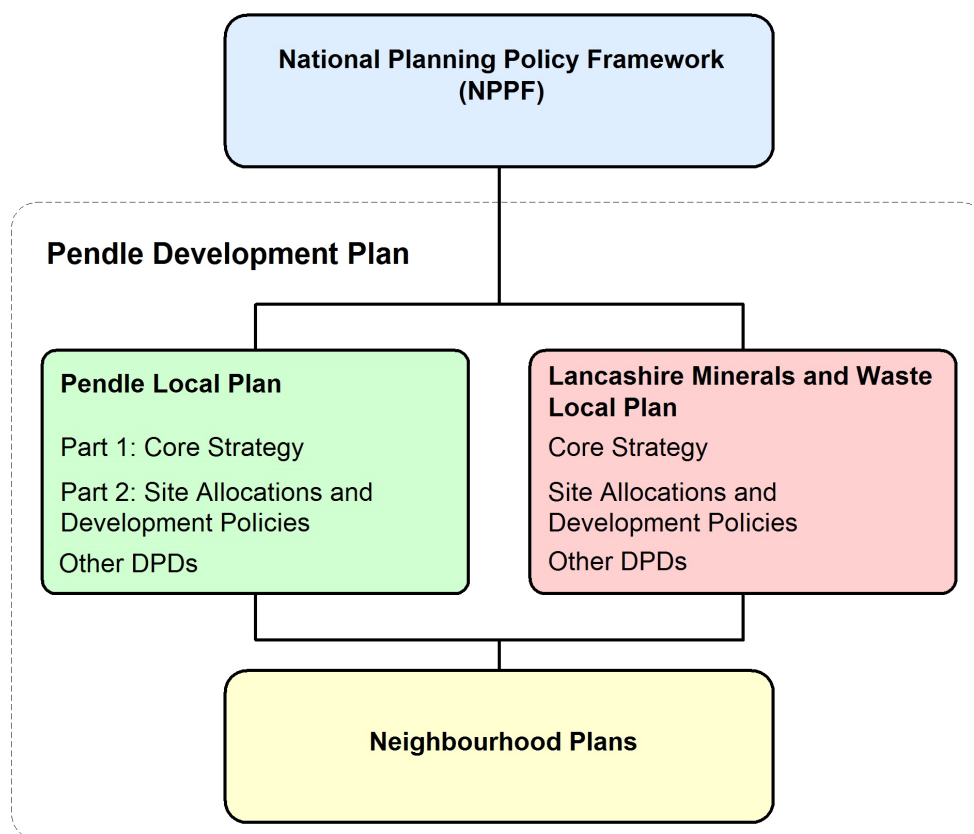 National Planning Policy Framework
(NPPF)
Pendle Development Plan
Pendle Local Plan
Part 1: Core Strategy
Part 2: Site Allocations and
Development Policies
Other DPDs
Lancashire Minerals and Waste
Local Plan
Core Strategy
Site Allocations and
Development Policies
Other DPDs
Neighbourhood Plans